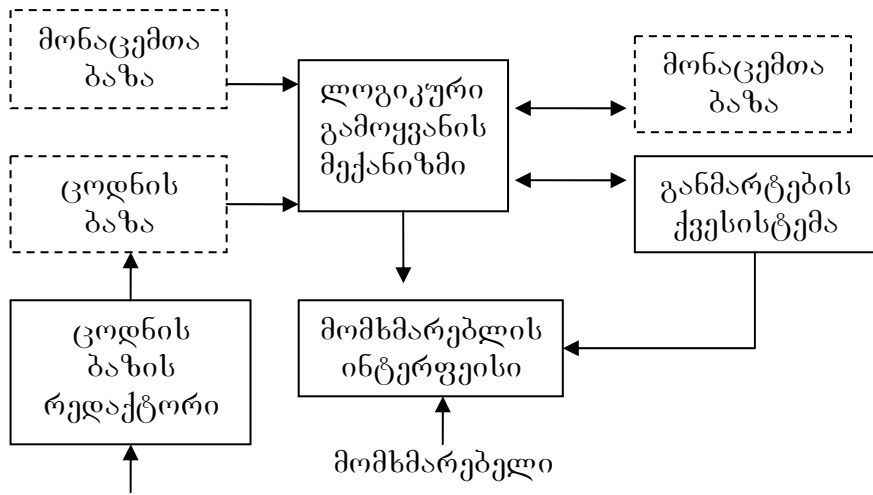 მონაცემთა
ბაზა
ლოგიკური
გამოყვანის
მექანიზმი
მონაცემთა
ბაზა
ცოდნის
ბაზა
განმარტების
ქვესისტემა
ცოდნის
ბაზის
რედაქტორი
მომხმარებლის
ინტერფეისი
მომხმარებელი